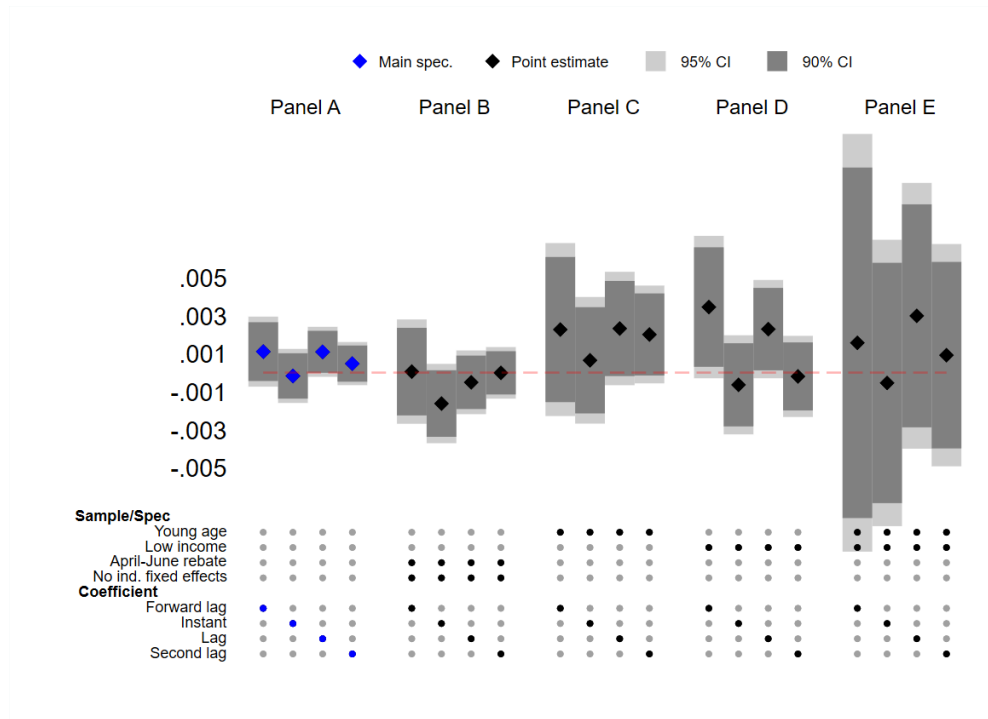 Main spec. Point estimate 95% CI 90% CI
Panel A Panel B Panel C Panel D Panel E
.005
.003
.001
-.001
-.003
-.005
Sample/Spec
Young age
Low income
April-June rebate
No ind. fixed effects
Coefficient
Forward lag
Instant
Lag
Second lag